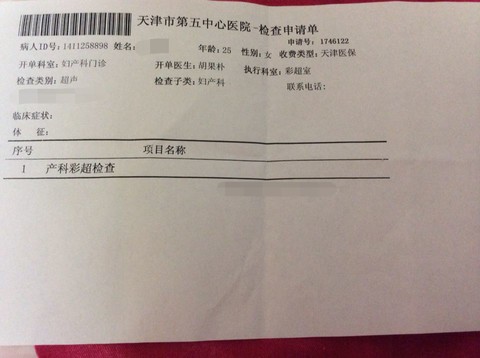 天津市第五中心医院-检查申请单
病人ID号：1411258898 姓名： 年龄：25 性别：女 申请号：1746122 收费类型：天津医保
开单科室：妇产科门诊 开单医生：胡果朴 执行科室：彩超室
检查类别：超声 检查子类：妇产科 联系电话：
临床症状：
体 征：
序号 项目名称
1 产科彩超检查